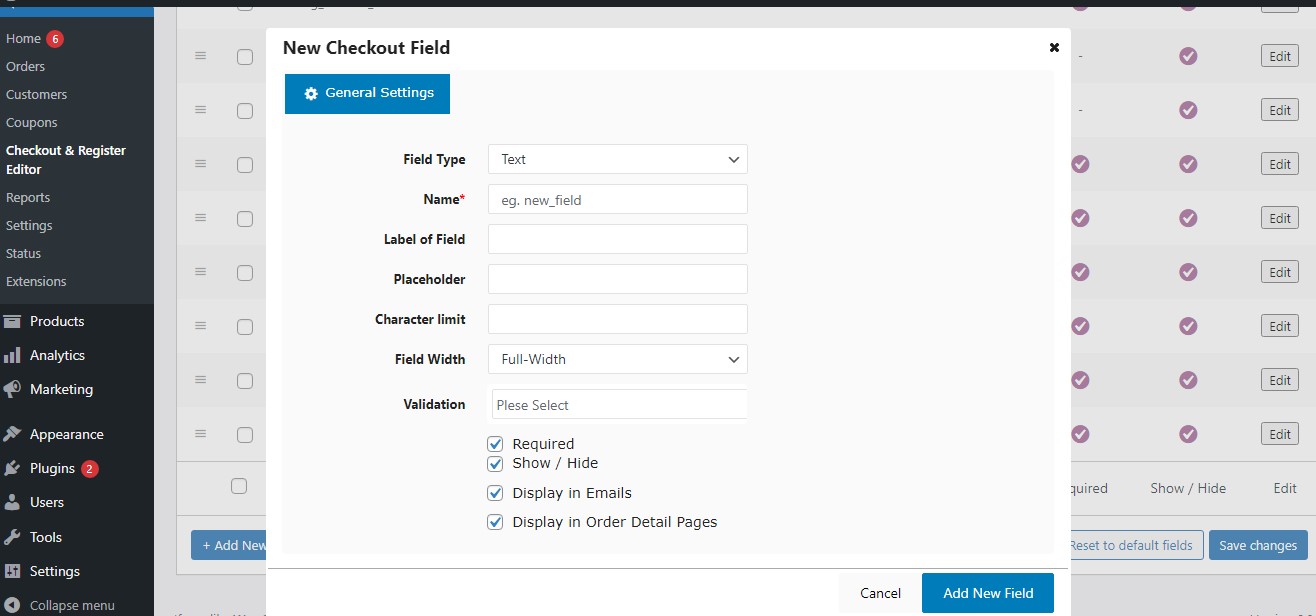 Home 6
Orders
Customers
Coupons
Checkout & Register
Editor
Reports
Settings
Status
Extensions
Products
Analytics
Marketing
Appearance
Plugins 2
Users
Tools
Settings
Collapse menu
New Checkout Field
General Settings
Field Type Text
Name* eg. new_field
Label of Field
Placeholder
Character limit
Field Width Full-Width
Validation Plese Select
Required
Show / Hide
Display in Emails
Display in Order Detail Pages
Cancel Add New Field
- Edit
- Edit
Edit
Edit
Edit
Edit
Edit
Edit
quired Show / Hide Edit
+ Add New
Reset to default fields Save changes